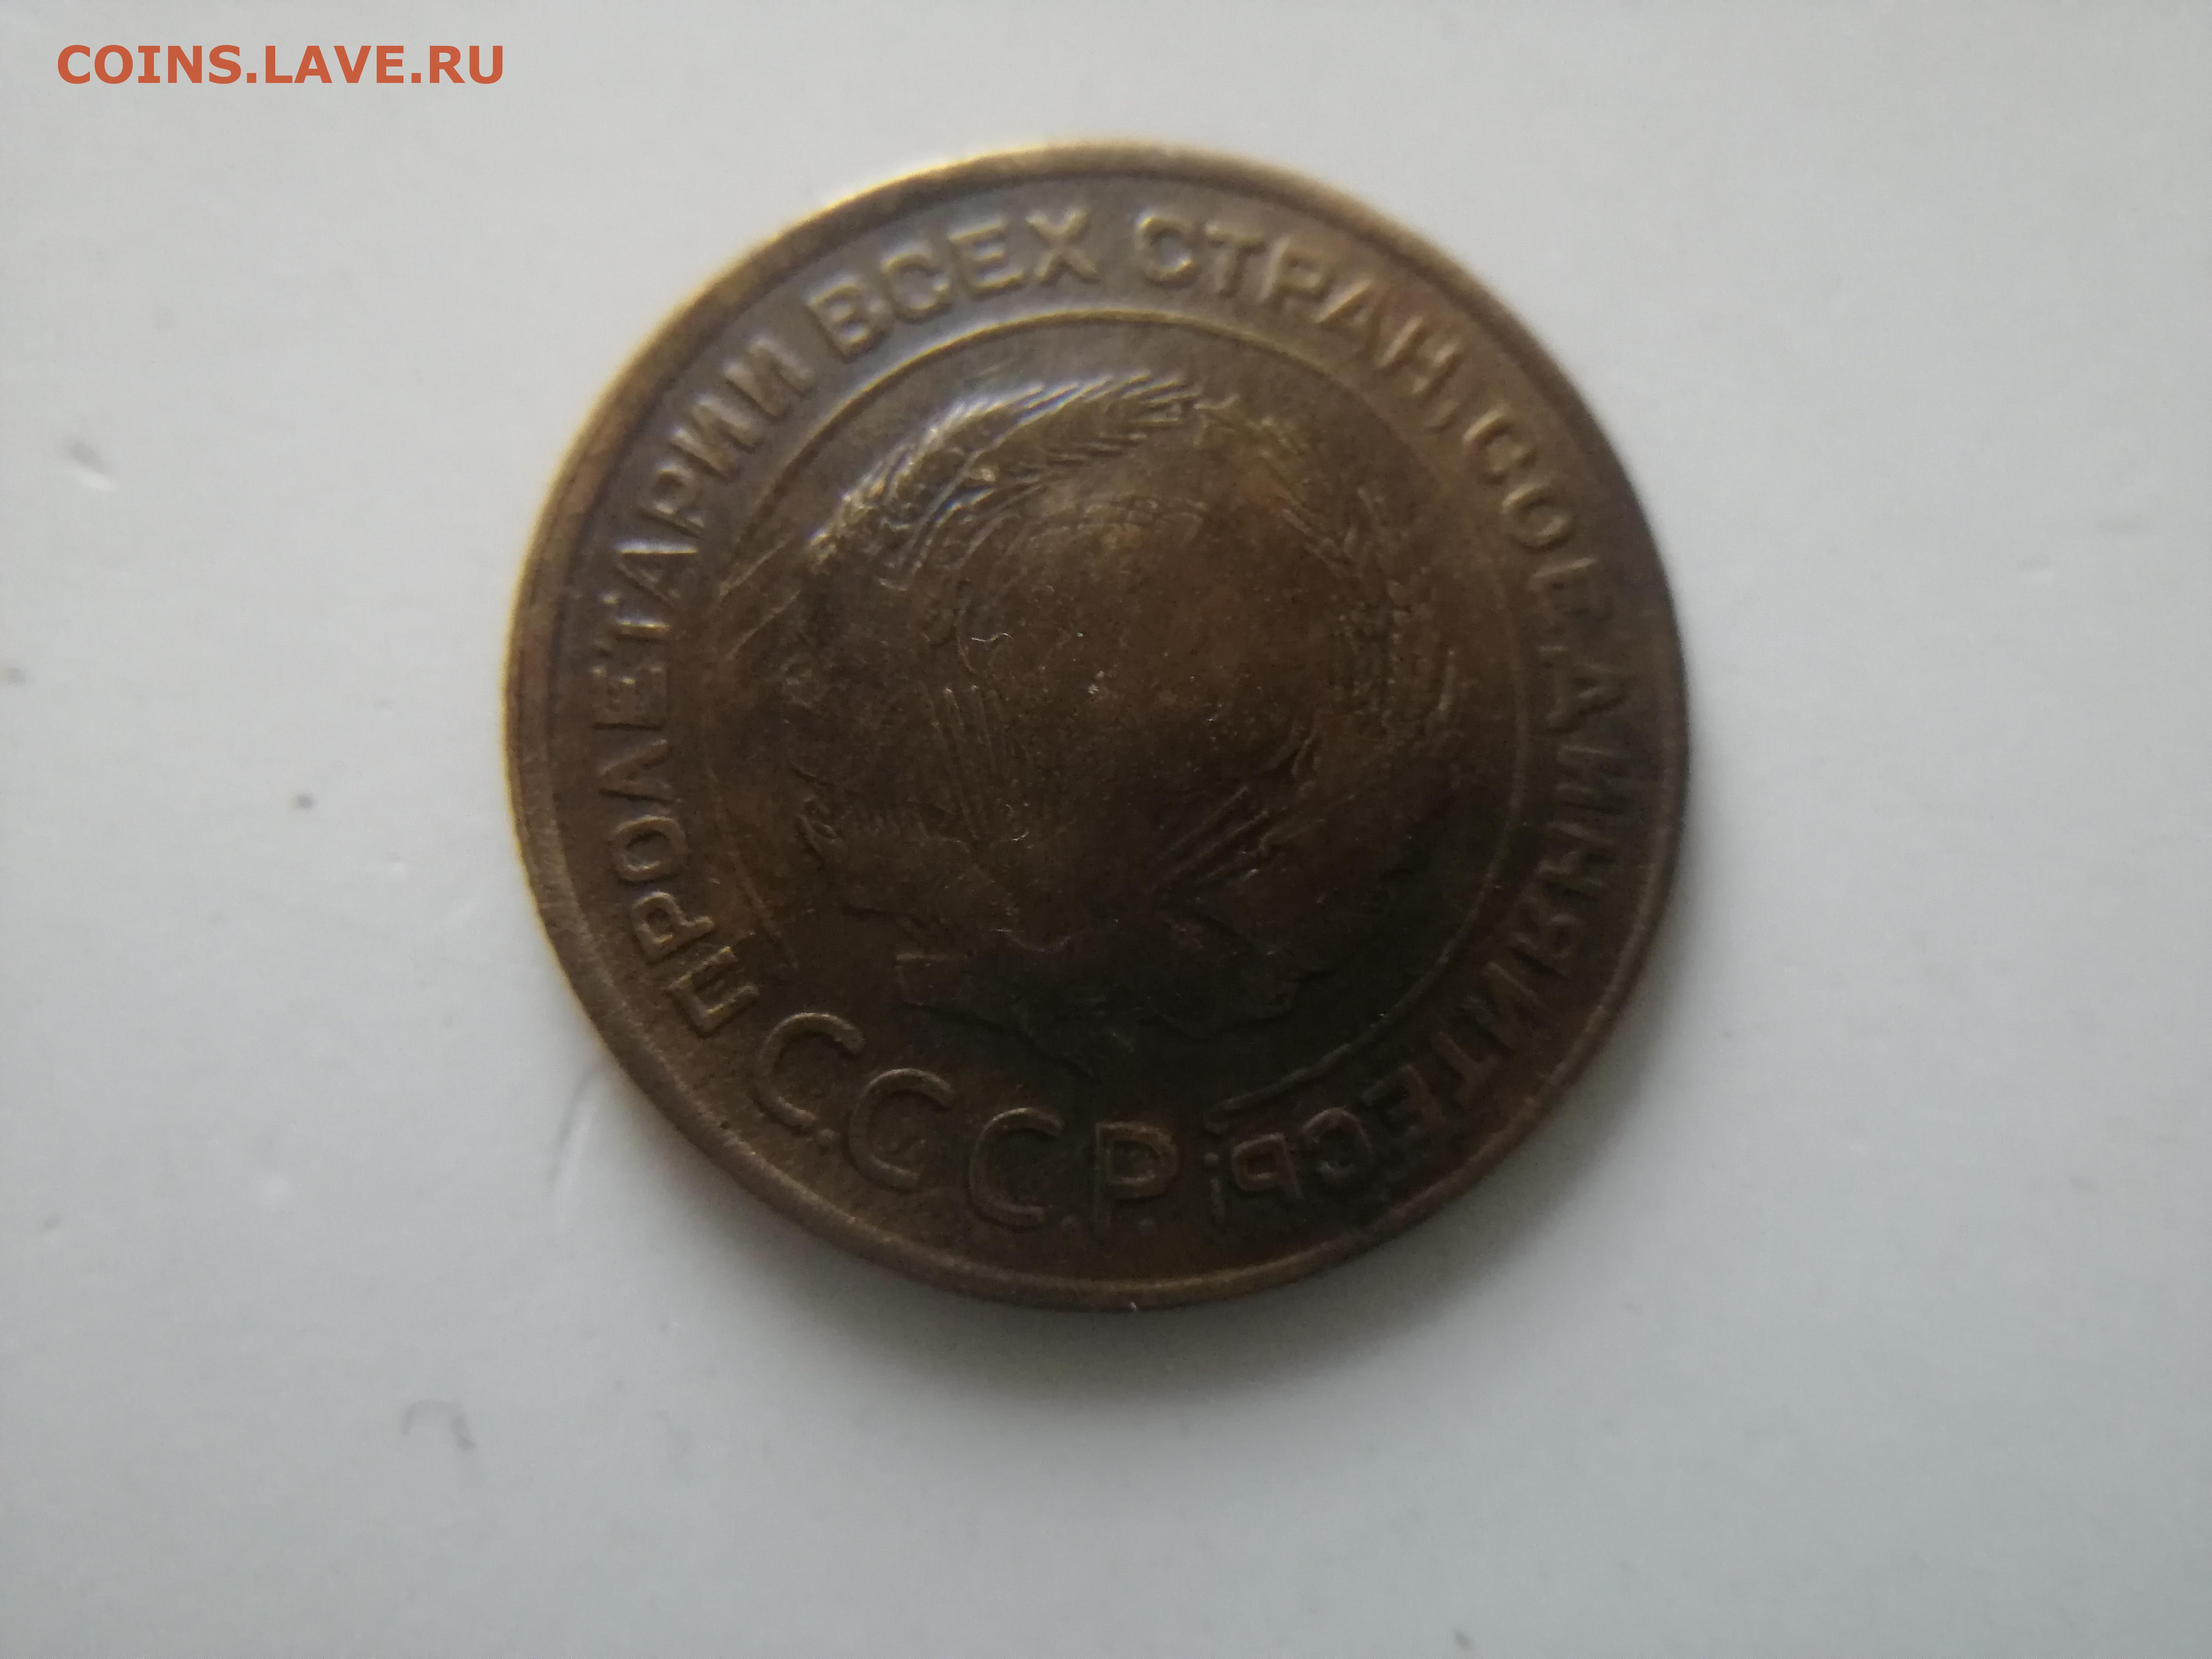 COINS.LAVE.RU
ПРОЛЕТАРИИ ВСЕХ СТРАН, СОЕДИНЯЙТЕСЬ!
С.С.С.Р.